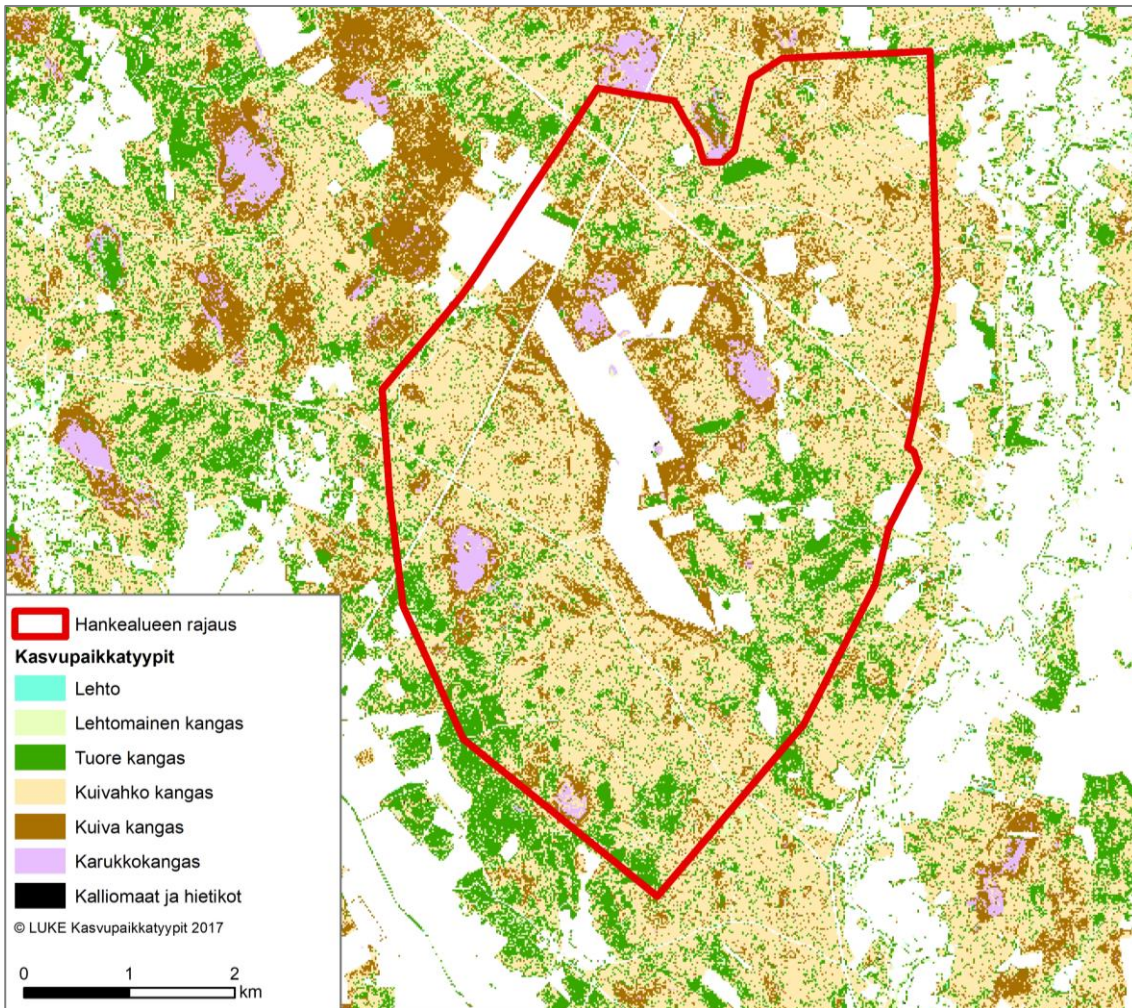 Hankealueen rajaus
Kasvupaikkatyypit
Lehto
Lehtomainen kangas
Tuore kangas
Kuivahko kangas
Kuiva kangas
Karukkokangas
Kalliomaat ja hietikot
© LUKE Kasvupaikkatyypit 2017
0 1 2
km